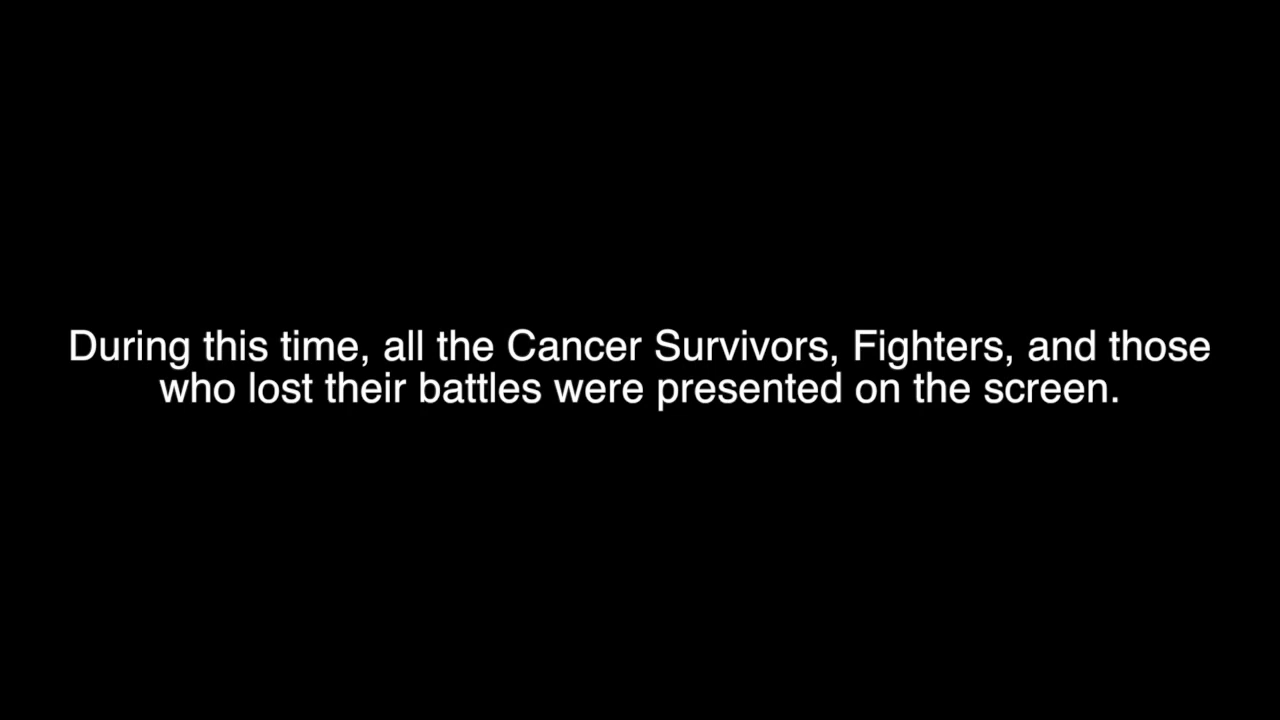 During this time, all the Cancer Survivors, Fighters, and those
who lost their battles were presented on the screen.